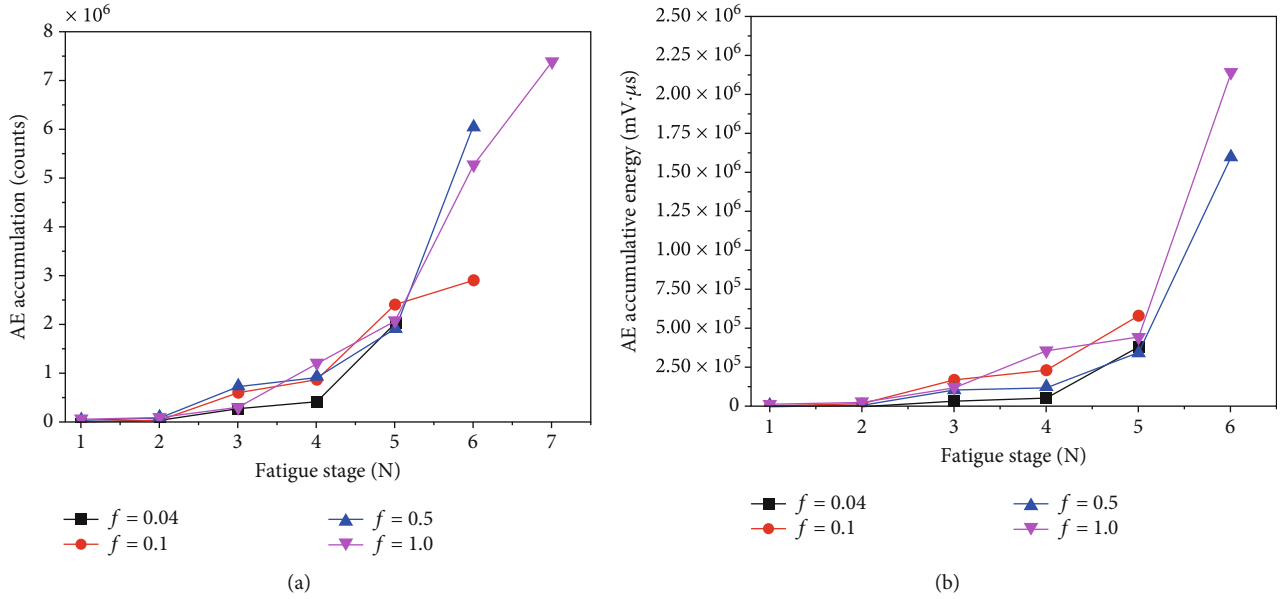 × 10⁶
8
7
6
5
4
3
2
1
0
AE accumulation (counts)
1 2 3 4 5 6 7
Fatigue stage (N)
f = 0.04
f = 0.1
f = 0.5
f = 1.0
(a)
2.50 × 10⁶
2.25 × 10⁶
2.00 × 10⁶
1.75 × 10⁶
1.50 × 10⁶
1.25 × 10⁶
1.00 × 10⁶
7.50 × 10⁵
5.00 × 10⁵
2.50 × 10⁵
0
AE accumulative energy (mV·μs)
1 2 3 4 5 6
Fatigue stage (N)
f = 0.04
f = 0.1
f = 0.5
f = 1.0
(b)